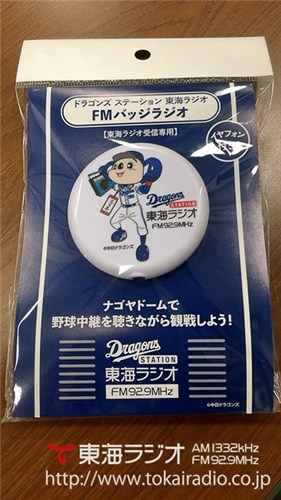 ドラゴンズ ステーション 東海ラジオ
FMバッジラジオ
【東海ラジオ受信専用】
ヤフォン
Dragons
STATION
東海ラジオ
FM92.9MHz
©中日ドラゴンズ
ナゴヤドームで
野球中継を聴きながら観戦しよう!
Dragons
STATION
東海ラジオ
FM92.9MHz
©中日ドラゴンズ
東海ラジオ AM1332kHz
FM92.9MHz
http://www.tokairadio.co.jp